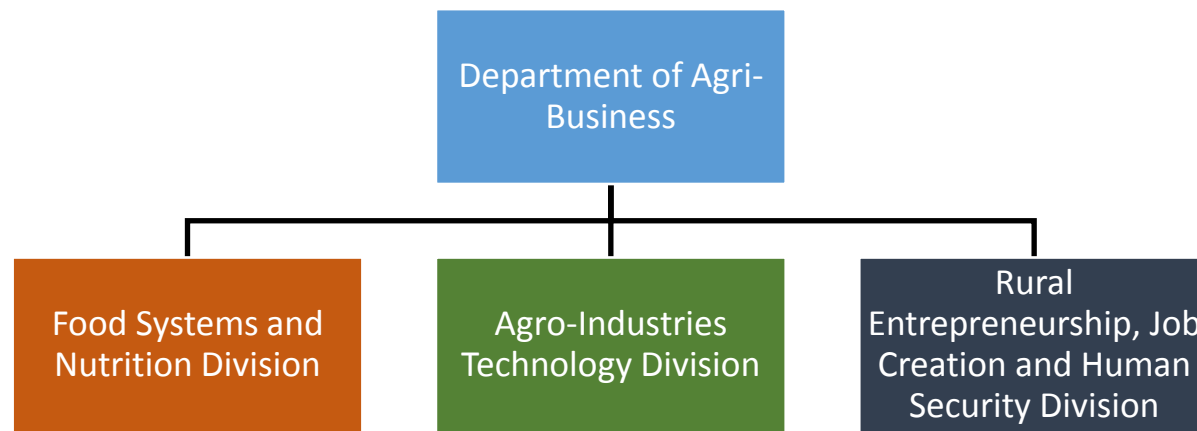 Department of Agri-
Business
Food Systems and
Nutrition Division
Agro-Industries
Technology Division
Rural
Entrepreneurship, Job
Creation and Human
Security Division